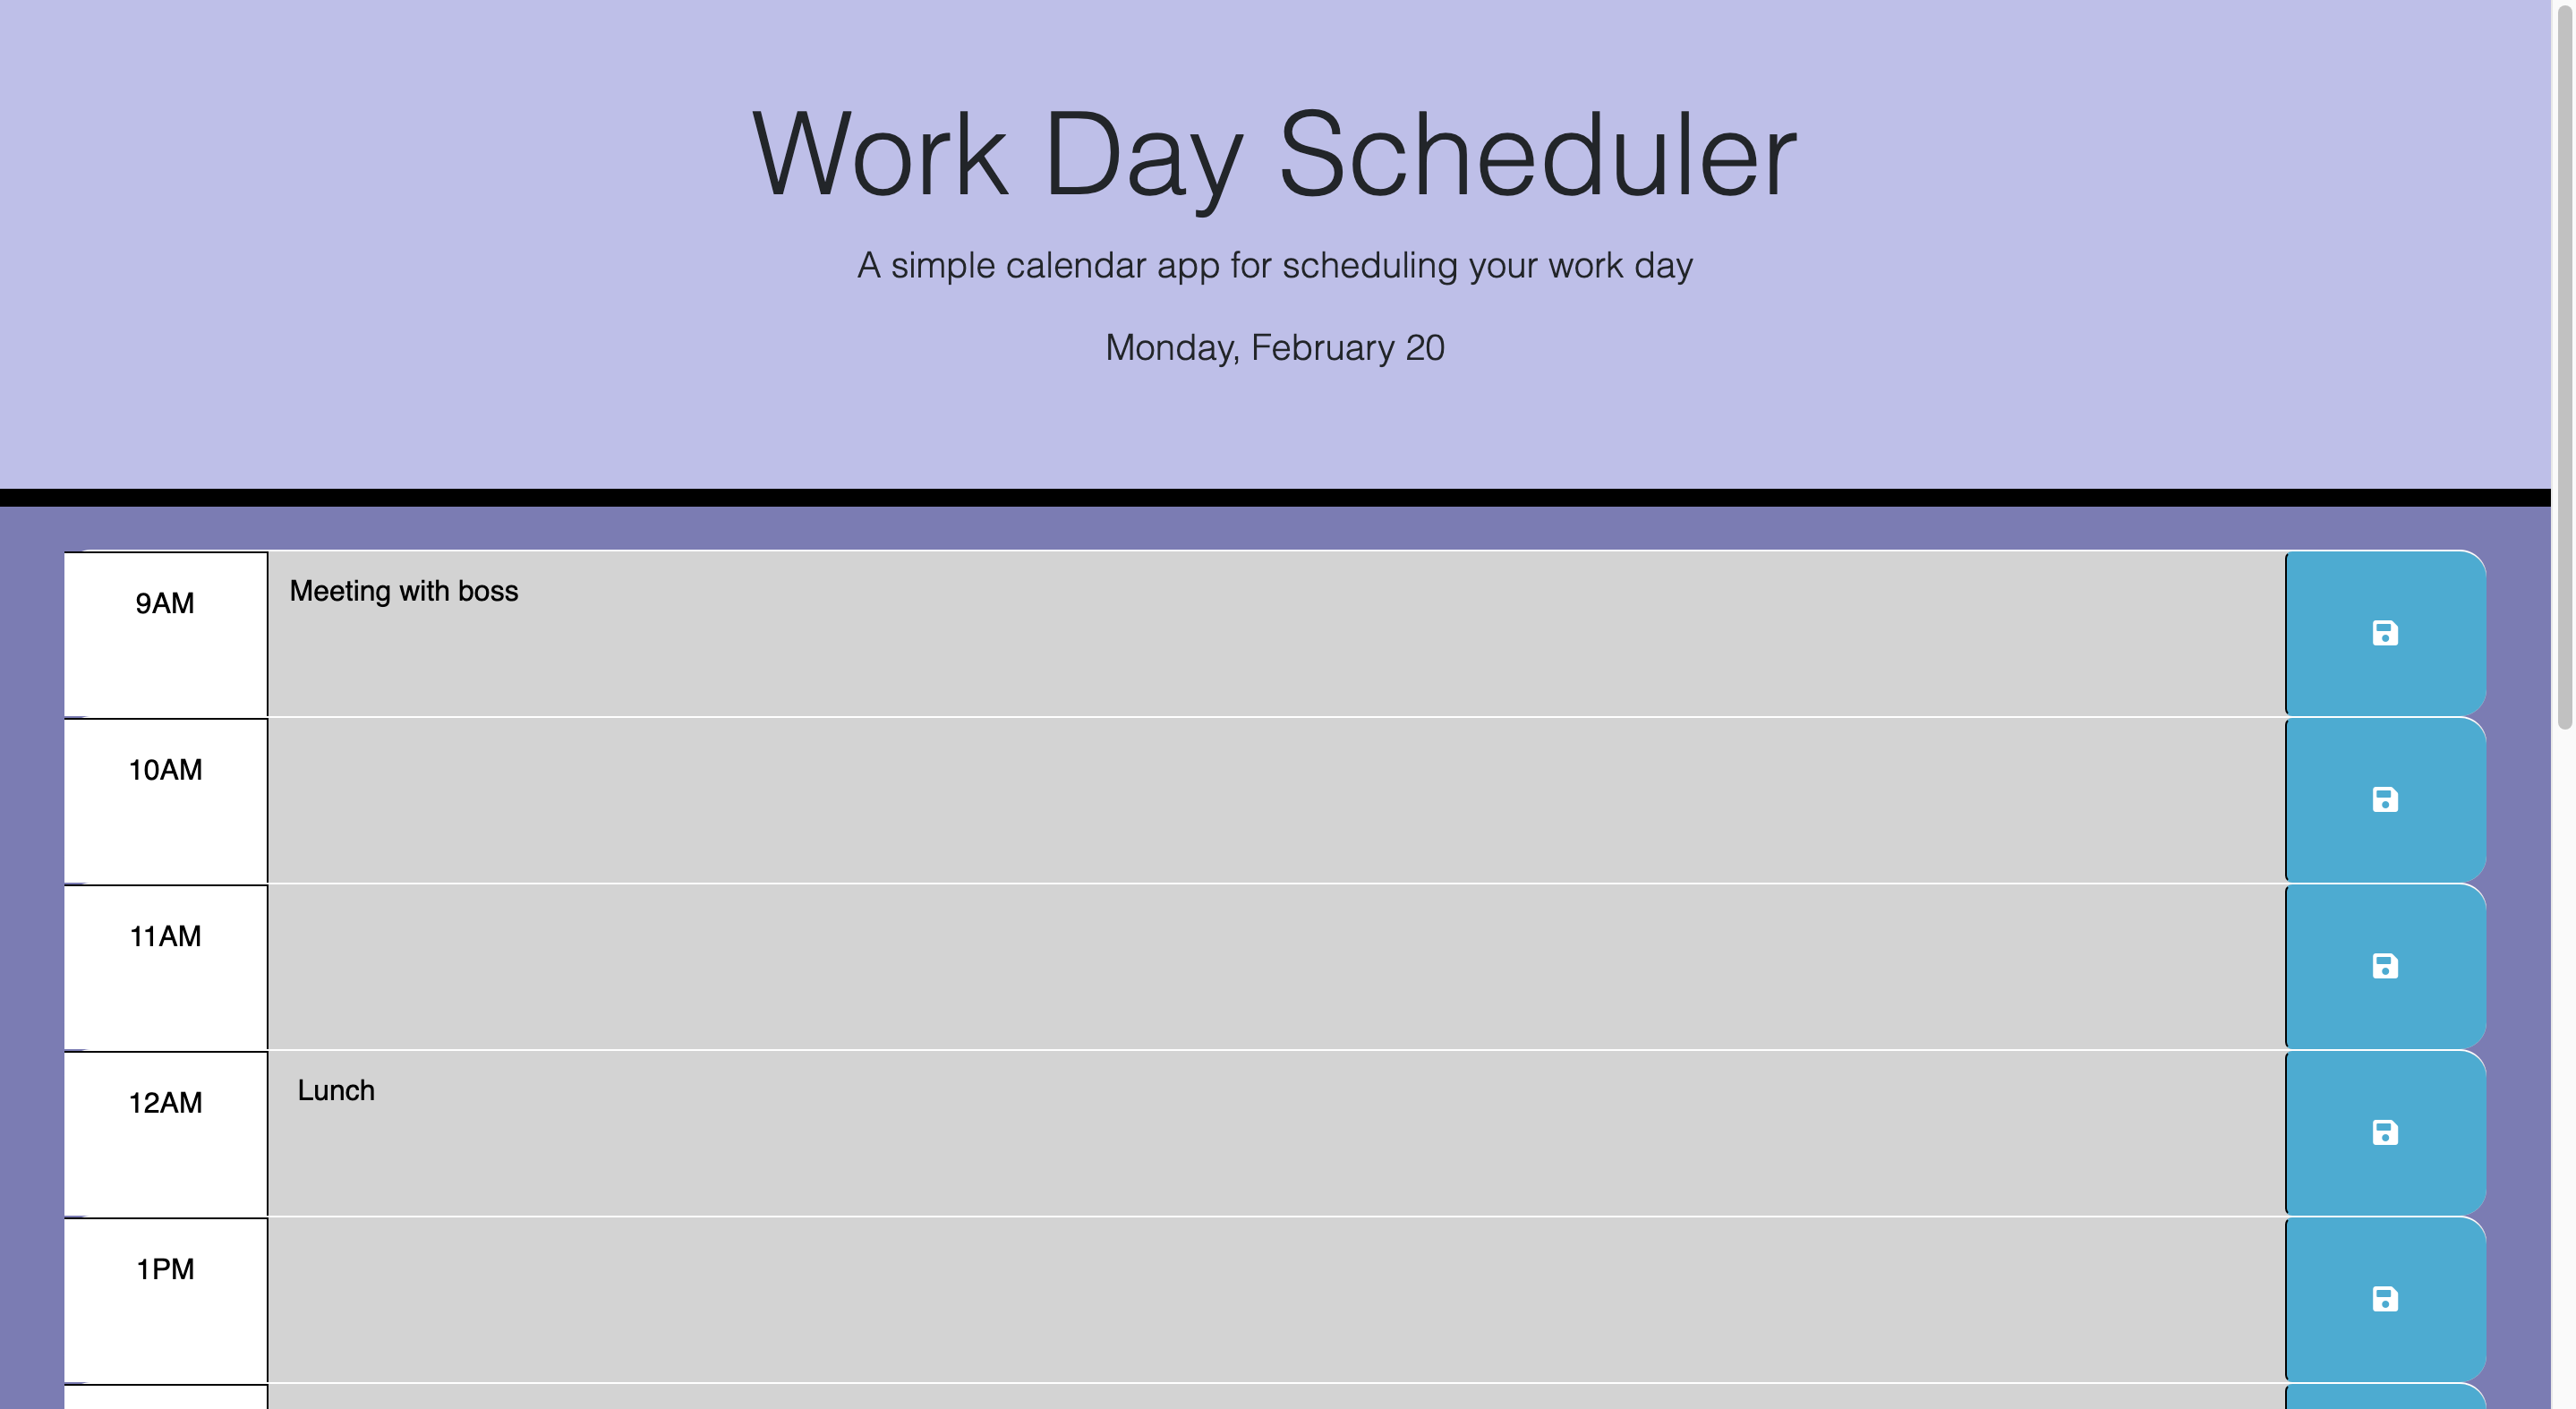 Work Day Scheduler
A simple calendar app for scheduling your work day
Monday, February 20
9AM
Meeting with boss
10AM
11AM
12AM
Lunch
1PM